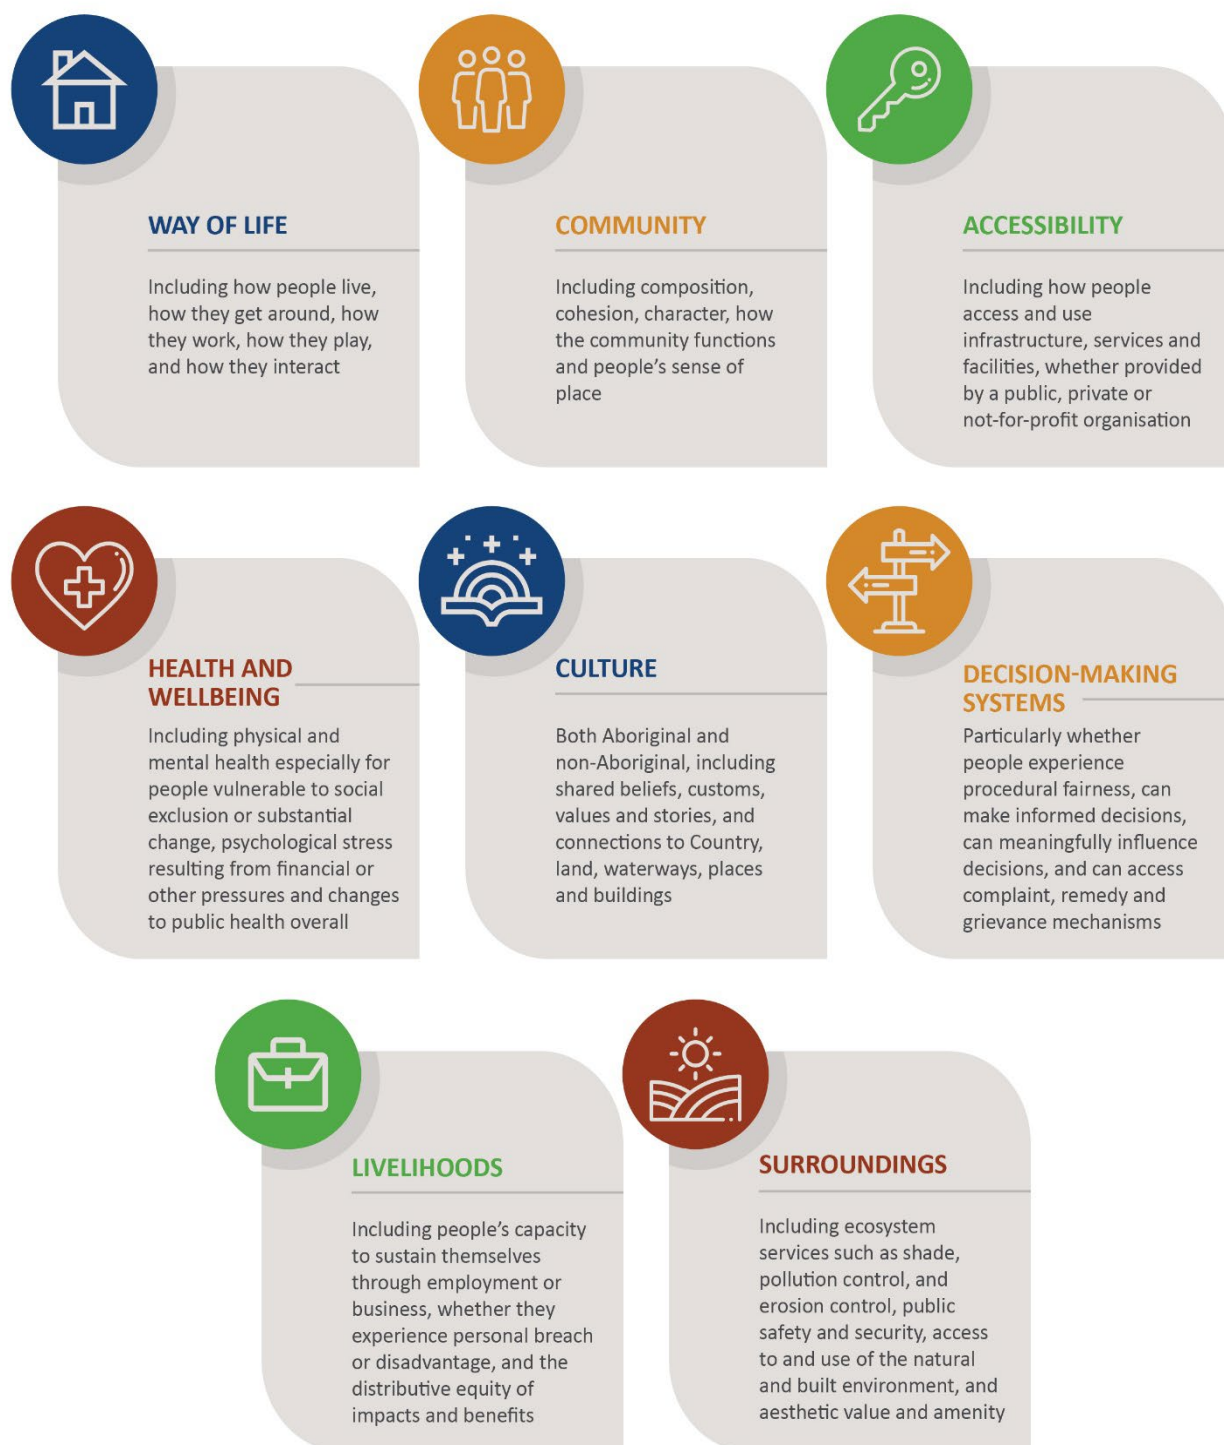 WAY OF LIFE
Including how people live,
how they get around, how
they work, how they play,
and how they interact
COMMUNITY
Including composition,
cohesion, character, how
the community functions
and people’s sense of
place
ACCESSIBILITY
Including how people
access and use
infrastructure, services and
facilities, whether provided
by a public, private or
not-for-profit organisation
HEALTH AND
WELLBEING
Including physical and
mental health especially for
people vulnerable to social
exclusion or substantial
change, psychological stress
resulting from financial or
other pressures and changes
to public health overall
CULTURE
Both Aboriginal and
non-Aboriginal, including
shared beliefs, customs,
values and stories, and
connections to Country,
land, waterways, places
and buildings
DECISION-MAKING
SYSTEMS
Particularly whether
people experience
procedural fairness, can
make informed decisions,
can meaningfully influence
decisions, and can access
complaint, remedy and
grievance mechanisms
LIVELIHOODS
Including people’s capacity
to sustain themselves
through employment or
business, whether they
experience personal breach
or disadvantage, and the
distributive equity of
impacts and benefits
SURROUNDINGS
Including ecosystem
services such as shade,
pollution control, and
erosion control, public
safety and security, access
to and use of the natural
and built environment, and
aesthetic value and amenity